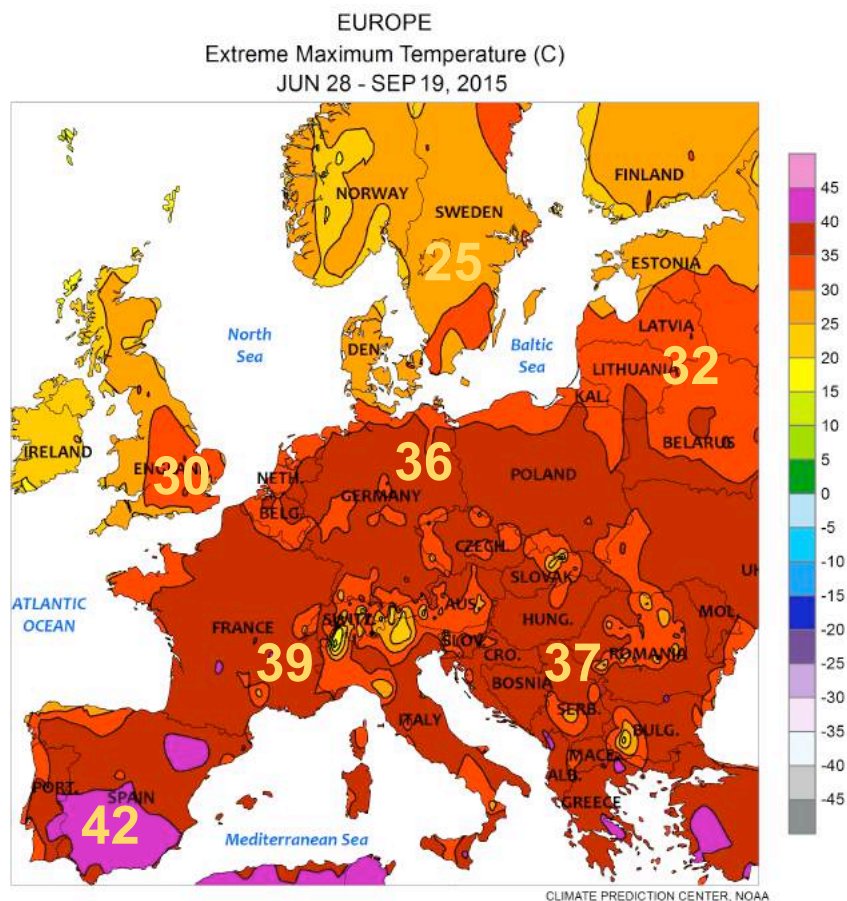 EUROPE
Extreme Maximum Temperature (C)
JUN 28 - SEP 19, 2015
FINLAND
NORWAY
SWEDEN
25
ESTONIA
North
Sea
DEN.
Baltic
Sea
LATVIA
LITHUANIA
32
KAL.
BELARUS
IRELAND
ENGLAND
30
NETH.
BELG.
GERMANY
36
POLAND
CZECH.
SLOVAK.
UK
ATLANTIC
OCEAN
FRANCE
39
SWITZ.
AUS.
HUNG.
MOL.
SLOV.
CRO.
BOSNIA
37
ROMANIA
ITALY
SERB.
BULG.
MACE.
ALB.
GREECE
PORT.
SPAIN
42
Mediterranean Sea
45
40
35
30
25
20
15
10
5
0
-5
-10
-15
-20
-25
-30
-35
-40
-45
CLIMATE PREDICTION CENTER, NOAA